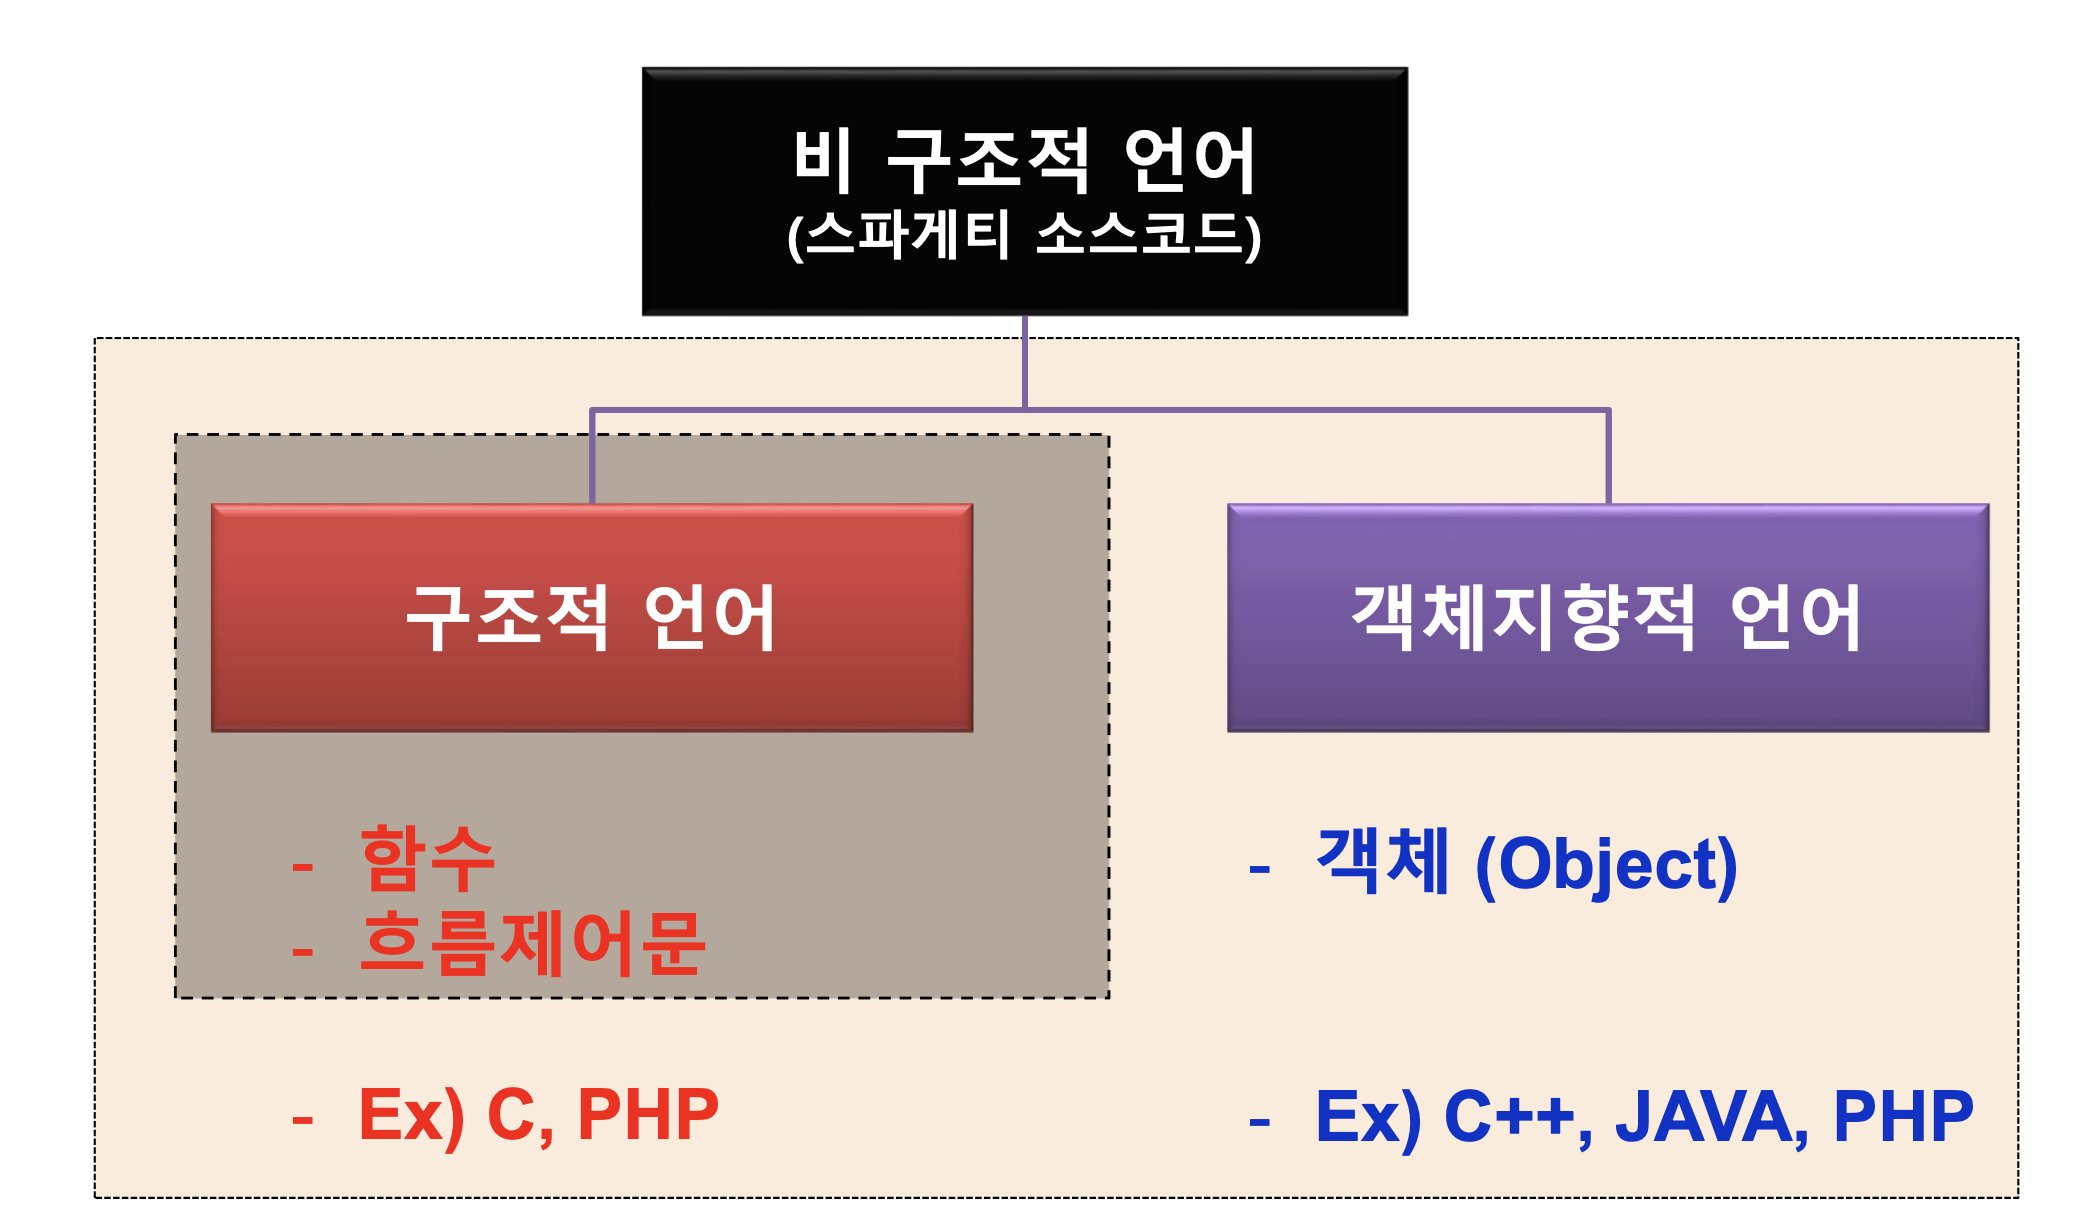 비 구조적 언어
(스파게티 소스코드)
구조적 언어
- 함수
- 흐름제어문
- Ex) C, PHP
객체지향적 언어
- 객체 (Object)
- Ex) C++, JAVA, PHP